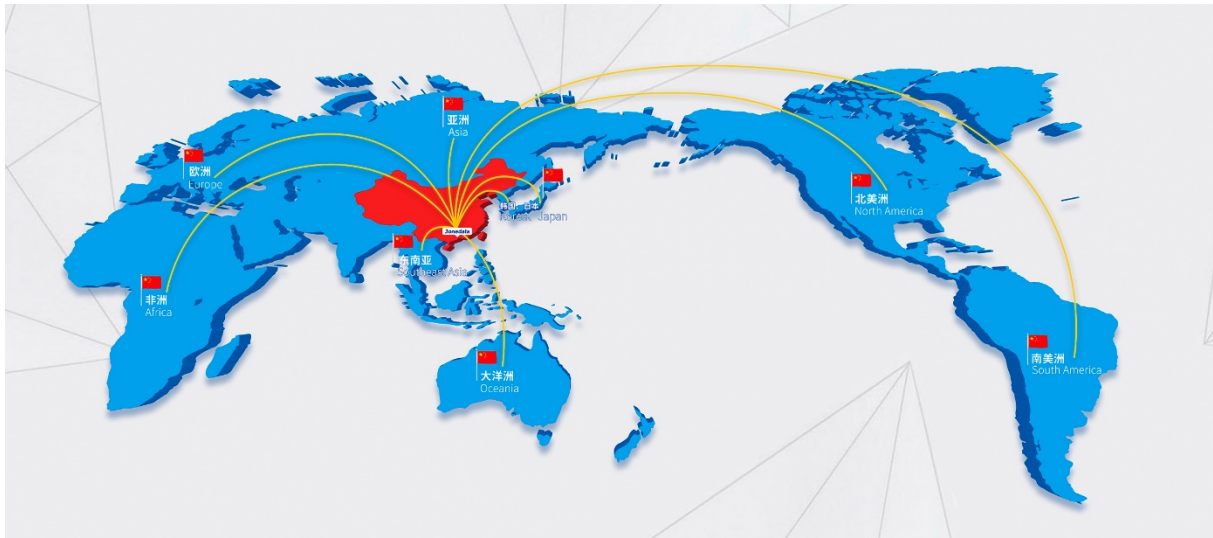 亚洲
Asia
欧洲
Europe
韩国、日本
Korea、Japan
北美洲
North America
东南亚
Southeast Asia
非洲
Africa
大洋洲
Oceania
南美洲
South America